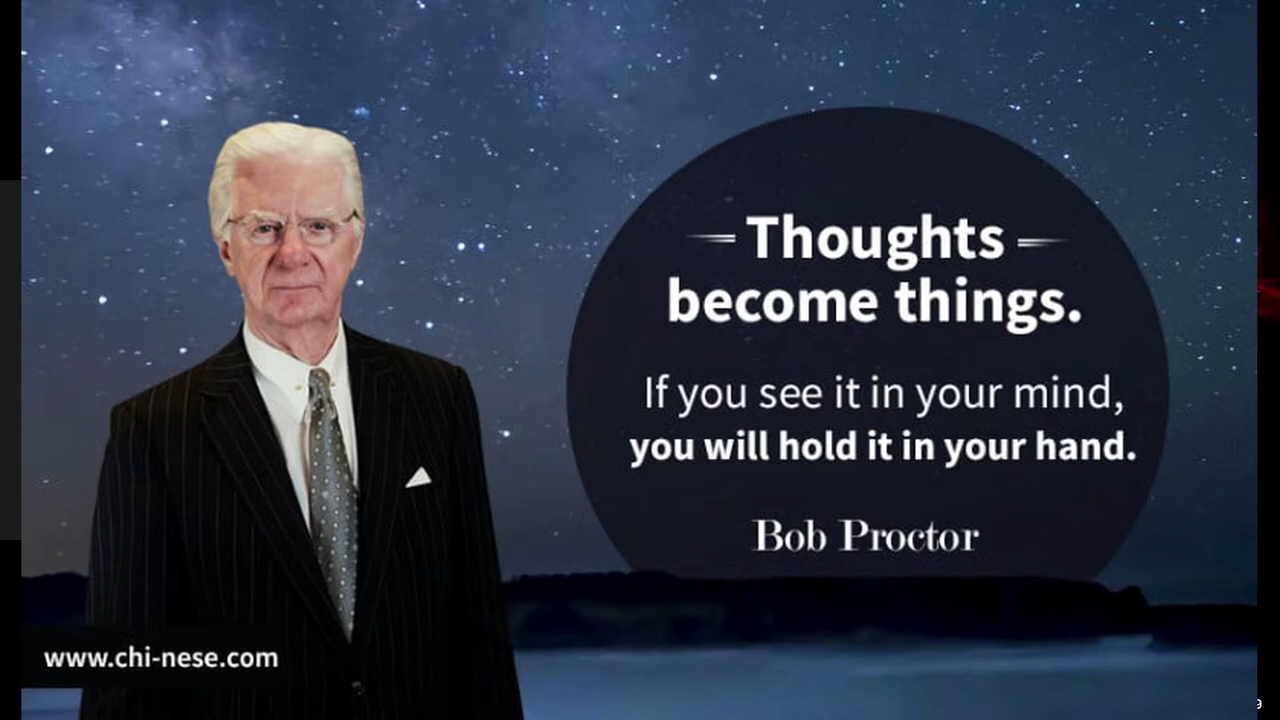 Thoughts
become things.
If you see it in your mind,
you will hold it in your hand.
Bob Proctor
www.chi-nese.com